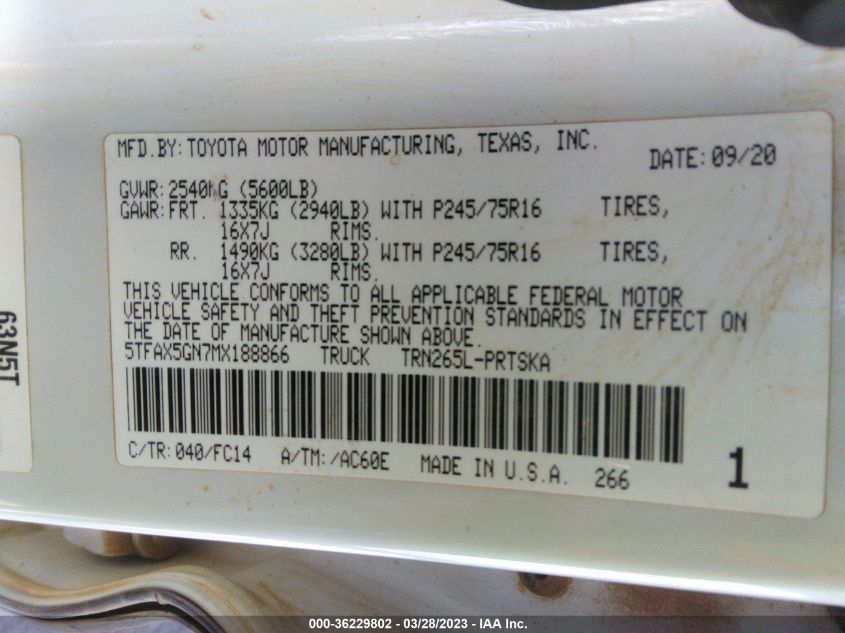 MFD.BY:TOYOTA MOTOR MANUFACTURING, TEXAS, INC. DATE:09/20
GVWR:2540KG (5600LB)
GAWR:FRT. 1335KG (2940LB) WITH P245/75R16 TIRES,
16X7J RIMS.
RR. 1490KG (3280LB) WITH P245/75R16 TIRES,
16X7J RIMS.
THIS VEHICLE CONFORMS TO ALL APPLICABLE FEDERAL MOTOR
VEHICLE SAFETY AND THEFT PREVENTION STANDARDS IN EFFECT ON
THE DATE OF MANUFACTURE SHOWN ABOVE.
5TFAX5GN7MX188866 TRUCK TRN265L-PRTSKA
C/TR:040/FC14 A/TM:/AC60E MADE IN U.S.A. 266 1
63N5T
000-36229802 - 03/28/2023 - IAA Inc.